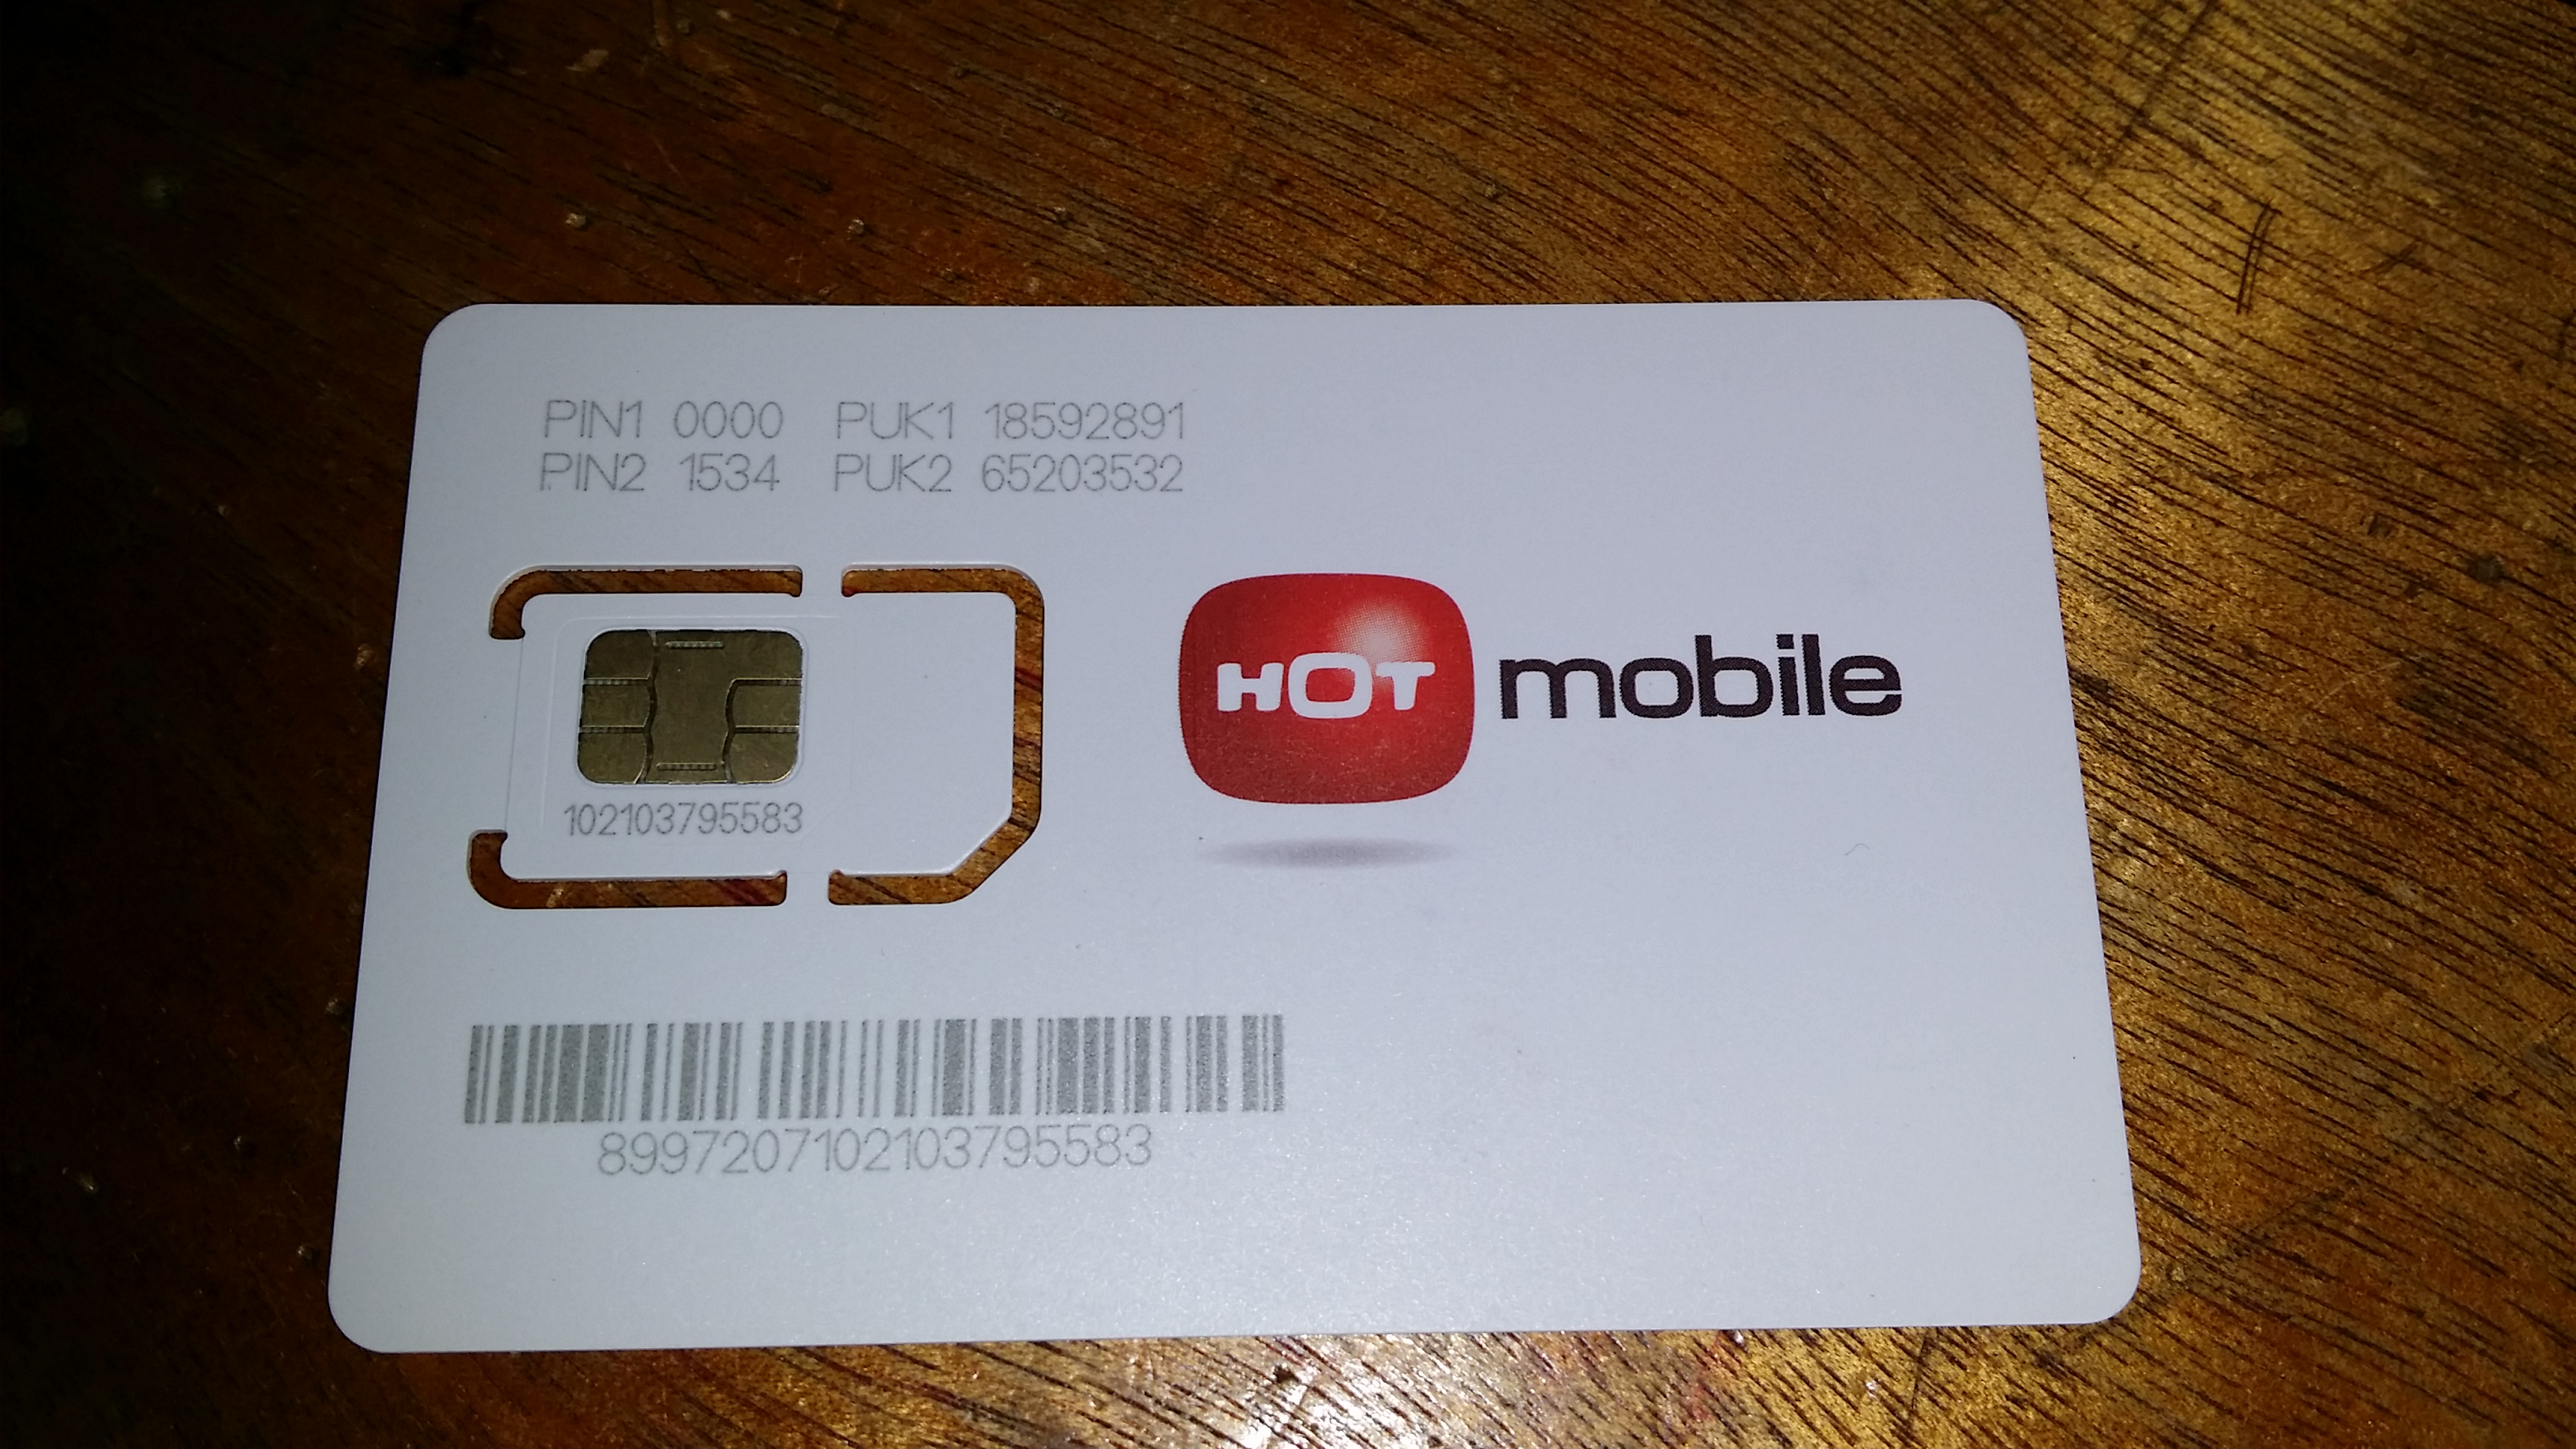 PIN1 0000 PUK1 18592891
PIN2 1534 PUK2 65203532
HOT mobile
102103795583
8997207102103795583